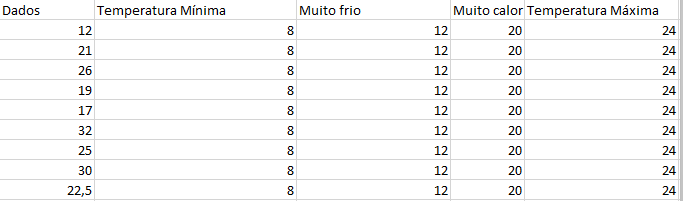 Dados Temperatura Mínima Muito frio Muito calor Temperatura Máxima
12 8 12 20 24
21 8 12 20 24
26 8 12 20 24
19 8 12 20 24
17 8 12 20 24
32 8 12 20 24
25 8 12 20 24
30 8 12 20 24
22,5 8 12 20 24